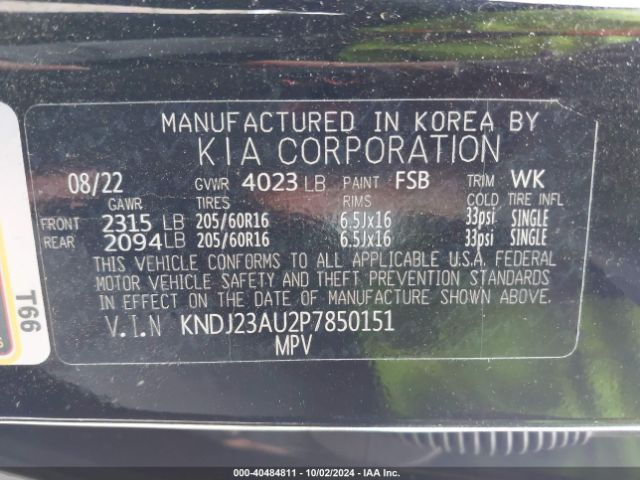 MANUFACTURED IN KOREA BY
KIA CORPORATION
08/22 GVWR 4023 LB PAINT FSB TRIM WK
GAWR TIRES RIMS COLD TIRE INFL
FRONT 2315 LB 205/60R16 6.5Jx16 33psi SINGLE
REAR 2094 LB 205/60R16 6.5Jx16 33psi SINGLE
THIS VEHICLE CONFORMS TO ALL APPLICABLE U.S.A. FEDERAL
MOTOR VEHICLE SAFETY AND THEFT PREVENTION STANDARDS
IN EFFECT ON THE DATE OF MANUFACTURE SHOWN ABOVE.
V.I.N KNDJ23AU2P7850151
MPV
T66
000-40484811 - 10/02/2024 - IAA Inc.